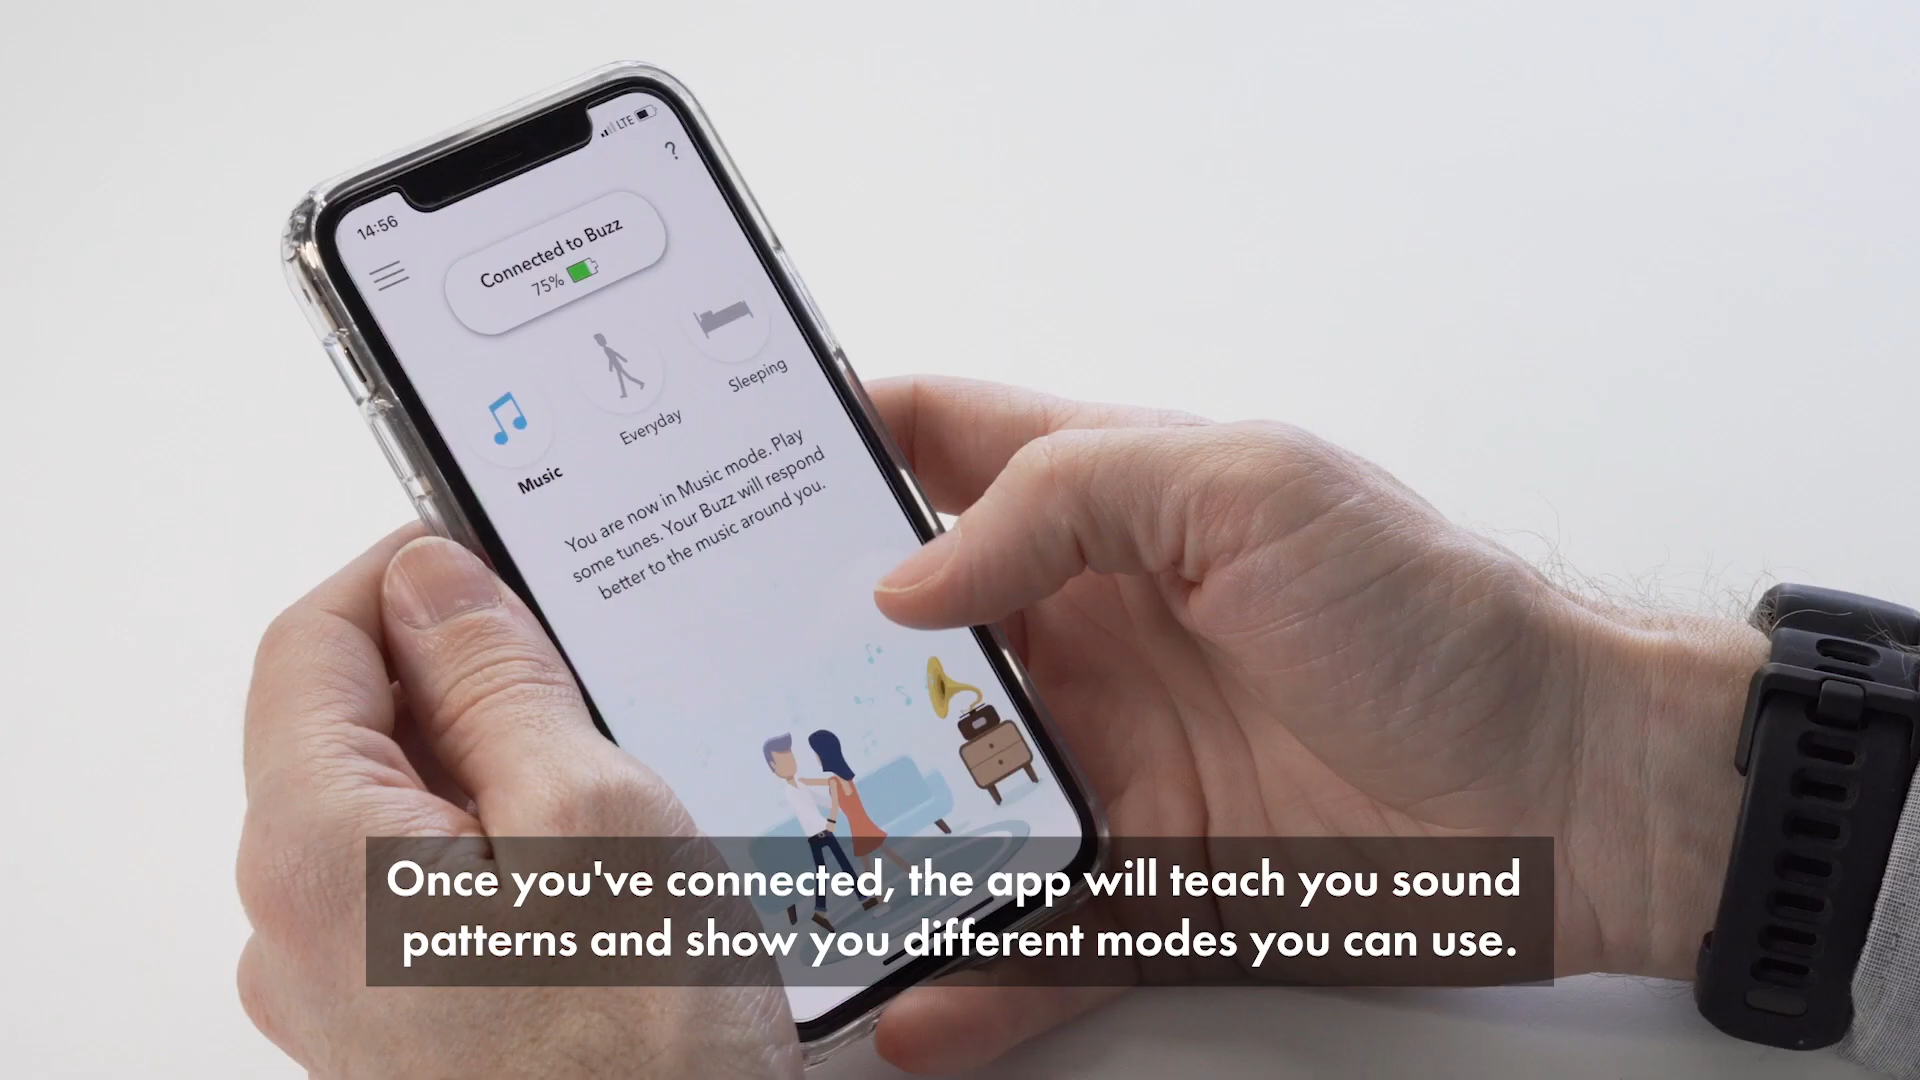 14:56
LTE
?
Connected to Buzz
75%
Music
Everyday
Sleeping
You are now in Music mode. Play
some tunes. Your Buzz will respond
better to the music around you.
Once you've connected, the app will teach you sound
patterns and show you different modes you can use.